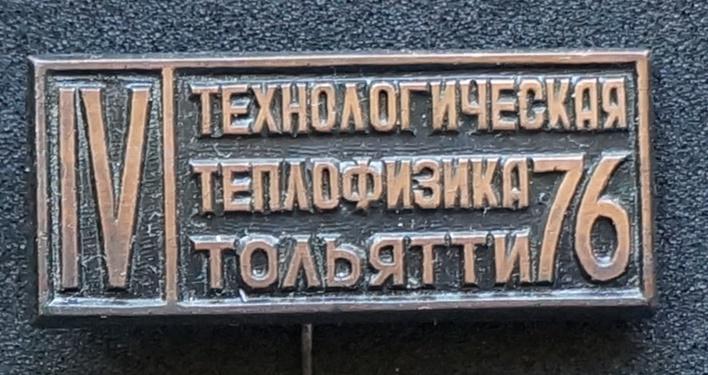 IV
ТЕХНОЛОГИЧЕСКАЯ
ТЕПЛОФИЗИКА
ТОЛЬЯТТИ
76